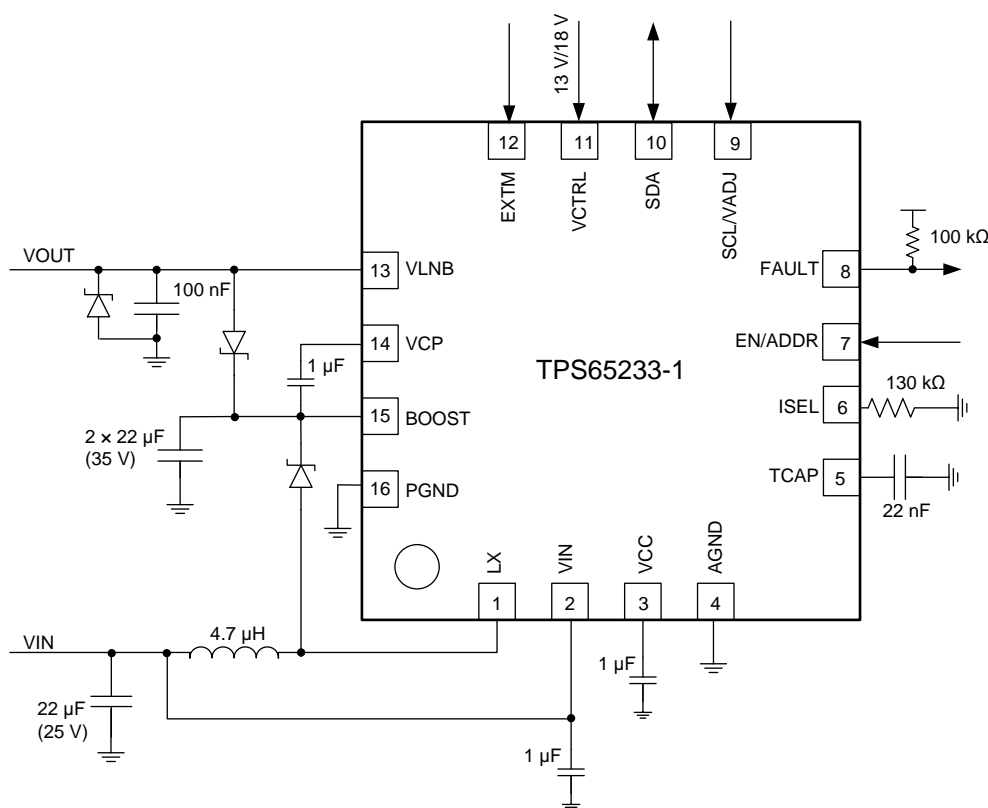 13 V/18 V
12
11
10
9
EXTM
VCTRL
SDA
SCL/VADJ
100 kΩ
VOUT
13
VLNB
FAULT
8
100 nF
14
VCP
EN/ADDR
7
1 µF
TPS65233-1
130 kΩ
ISEL
6
15
BOOST
2 × 22 µF
(35 V)
16
PGND
TCAP
5
22 nF
LX
VIN
VCC
AGND
1
2
3
4
VIN
4.7 µH
1 µF
22 µF
(25 V)
1 µF